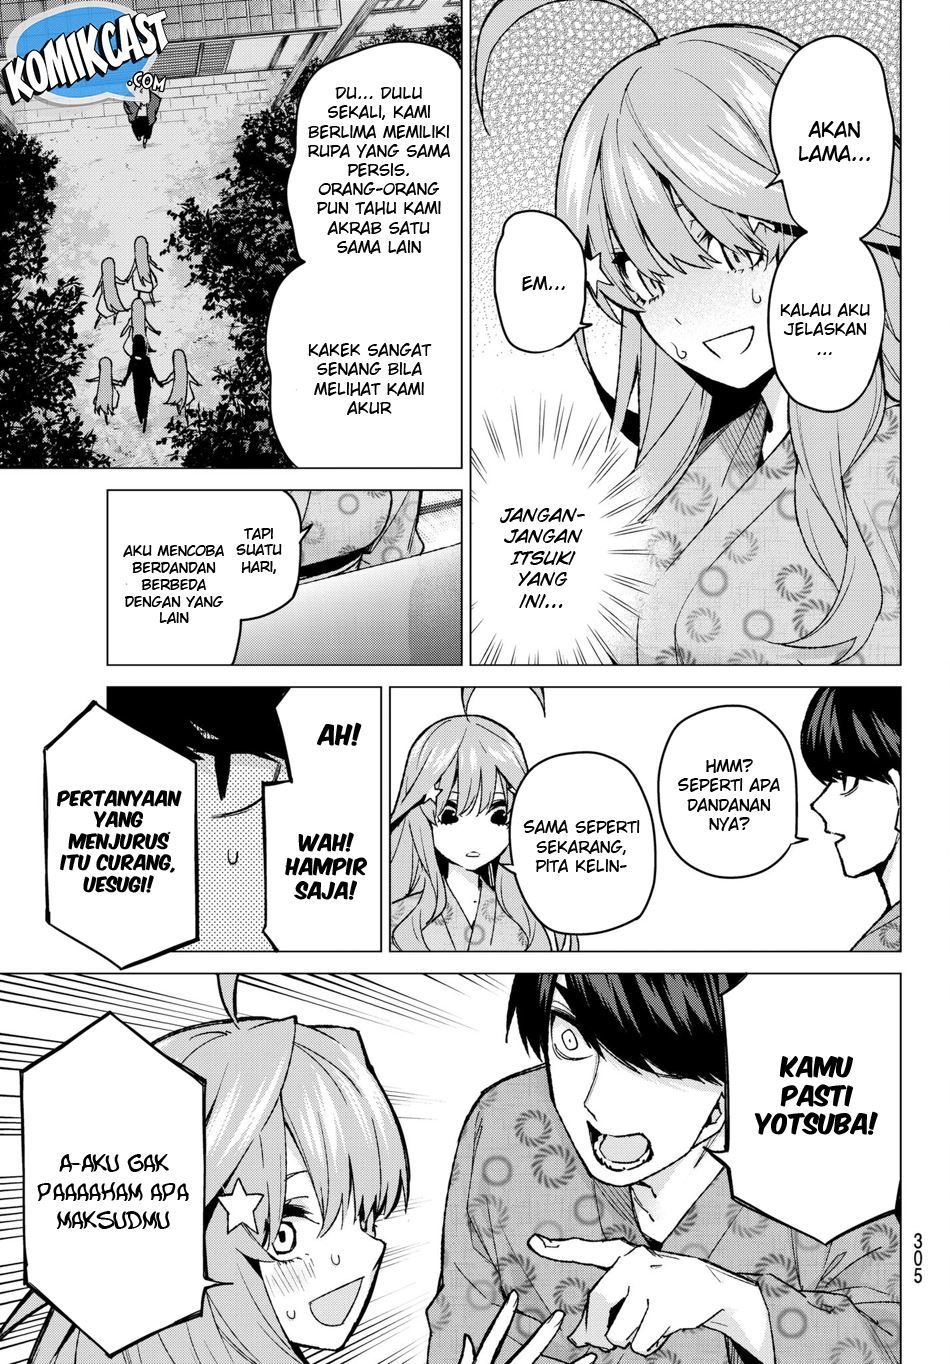 KOMIKCAST
.COM
AKAN
LAMA...
KALAU AKU
JELASKAN
...
EM...
JANGAN-
JANGAN
ITSUKI
YANG
INI...
DU... DULU
SEKALI, KAMI
BERLIMA MEMILIKI
RUPA YANG SAMA
PERSIS.
ORANG-ORANG
PUN TAHU KAMI
AKRAB SATU
SAMA LAIN
KAKEK SANGAT
SENANG BILA
MELIHAT KAMI
AKUR
TAPI
SUATU
HARI,
AKU MENCOBA
BERDANDAN
BERBEDA
DENGAN YANG
LAIN
HMM?
SEPERTI APA
DANDANAN
NYA?
SAMA SEPERTI
SEKARANG,
PITA KELIN-
AH!
WAH!
HAMPIR
SAJA!
PERTANYAAN
YANG
MENJURUS
ITU CURANG,
UESUGI!
KAMU
PASTI
YOTSUBA!
A-AKU GAK
PAAAAHAM APA
MAKSUDMU
305